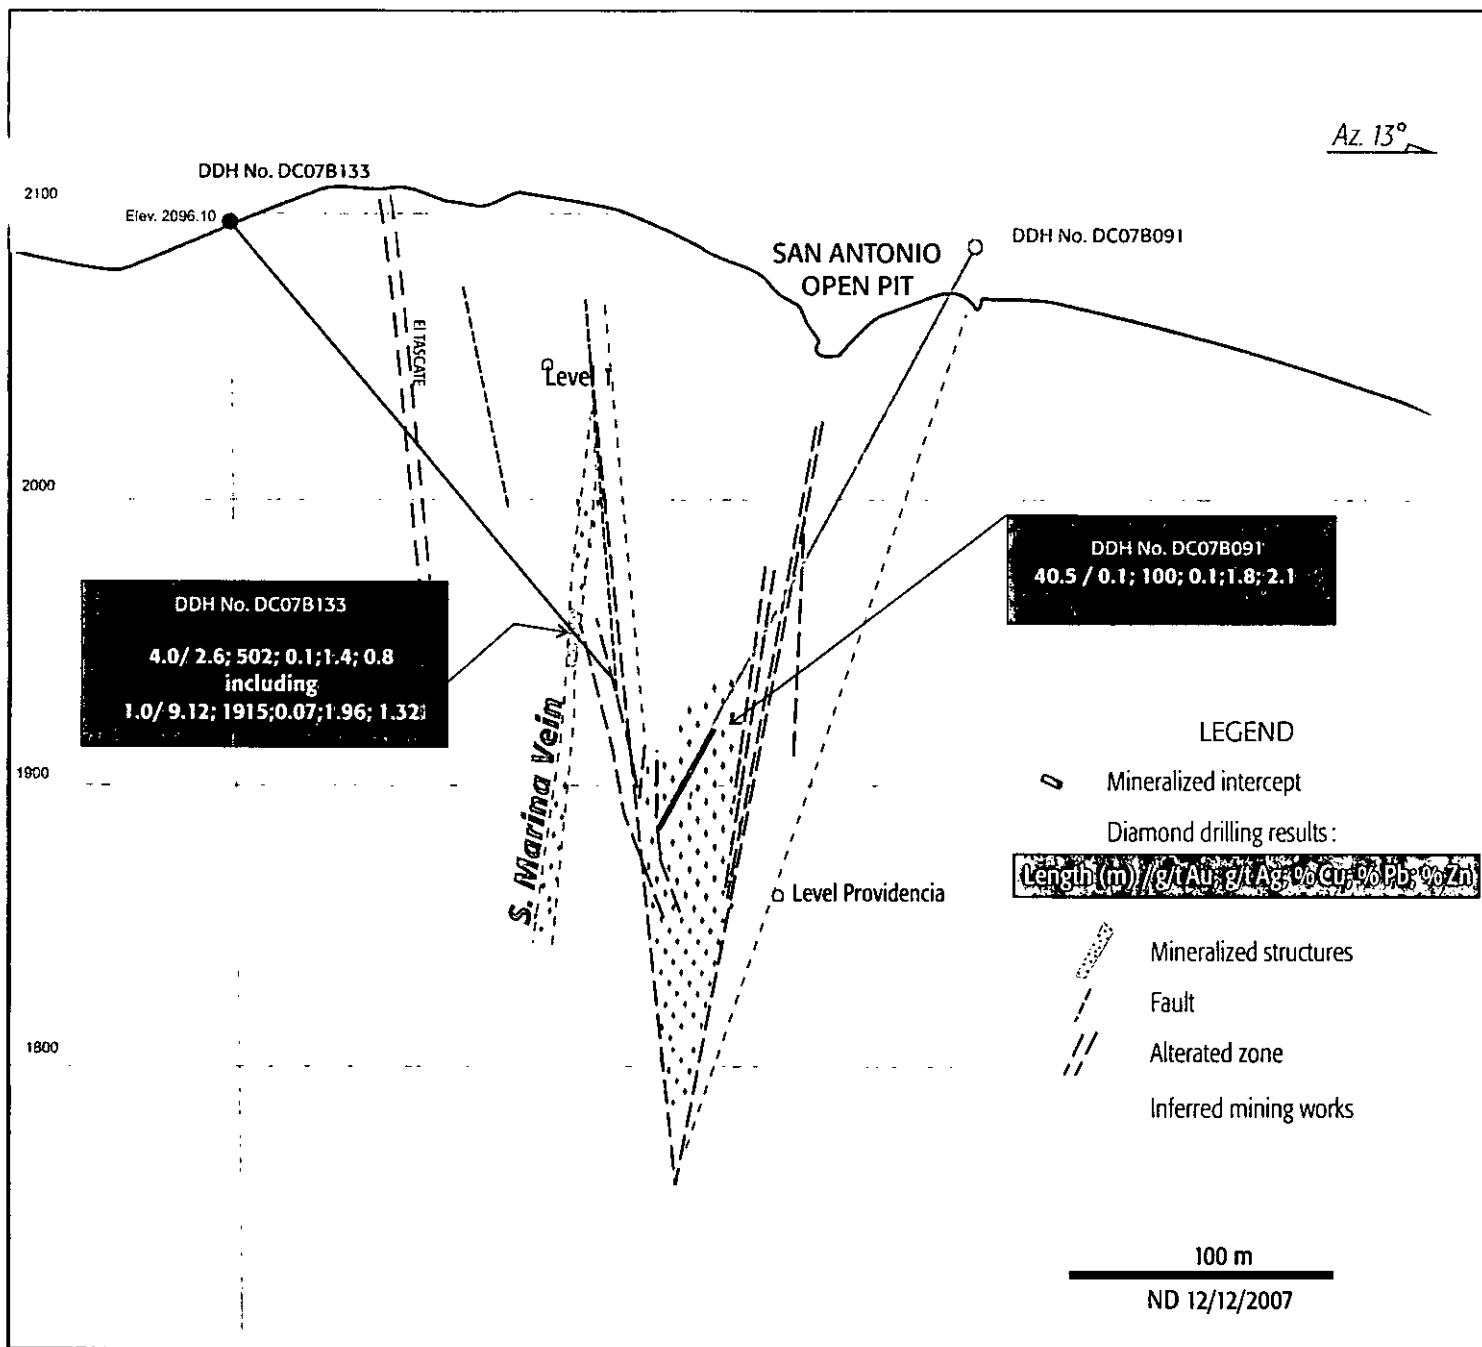 Az. 13°
DDH No. DC07B133
2100
Elev. 2096.10
DDH No. DC07B091
SAN ANTONIO
OPEN PIT
El TASCATE
Level 1
2000
DDH No. DC07B091
40.5 / 0.1; 100; 0.1;1.8; 2.1
DDH No. DC07B133
4.0/ 2.6; 502; 0.1;1.4; 0.8
including
1.0/ 9.12; 1915;0.07;1.96; 1.32
S. Marina Vein
1900
LEGEND
Mineralized intercept
Diamond drilling results :
Length (m)//g/t Au; g/t Ag; % Cu; % Pb; % Zn
Level Providencia
Mineralized structures
Fault
1800
Alterated zone
Inferred mining works
100 m
ND 12/12/2007